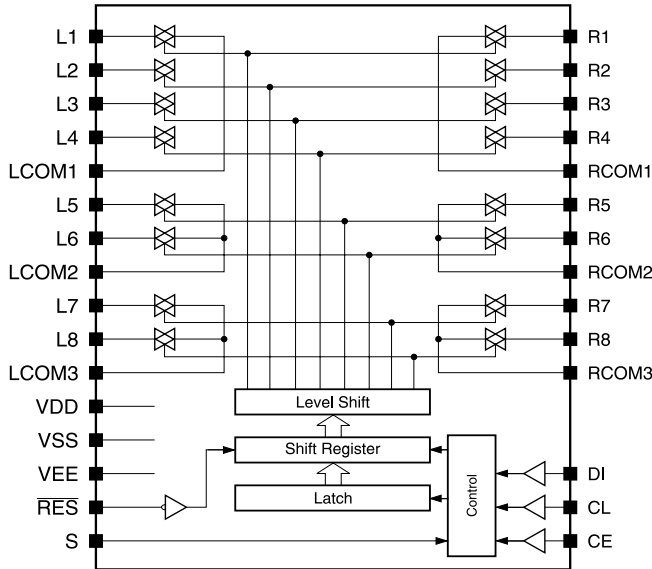 L1
R1
L2
R2
L3
R3
L4
R4
LCOM1
RCOM1
L5
R5
L6
R6
LCOM2
RCOM2
L7
R7
L8
R8
LCOM3
RCOM3
VDD
Level Shift
VSS
Shift Register
VEE
DI
Control
Latch
RES
CL
S
CE